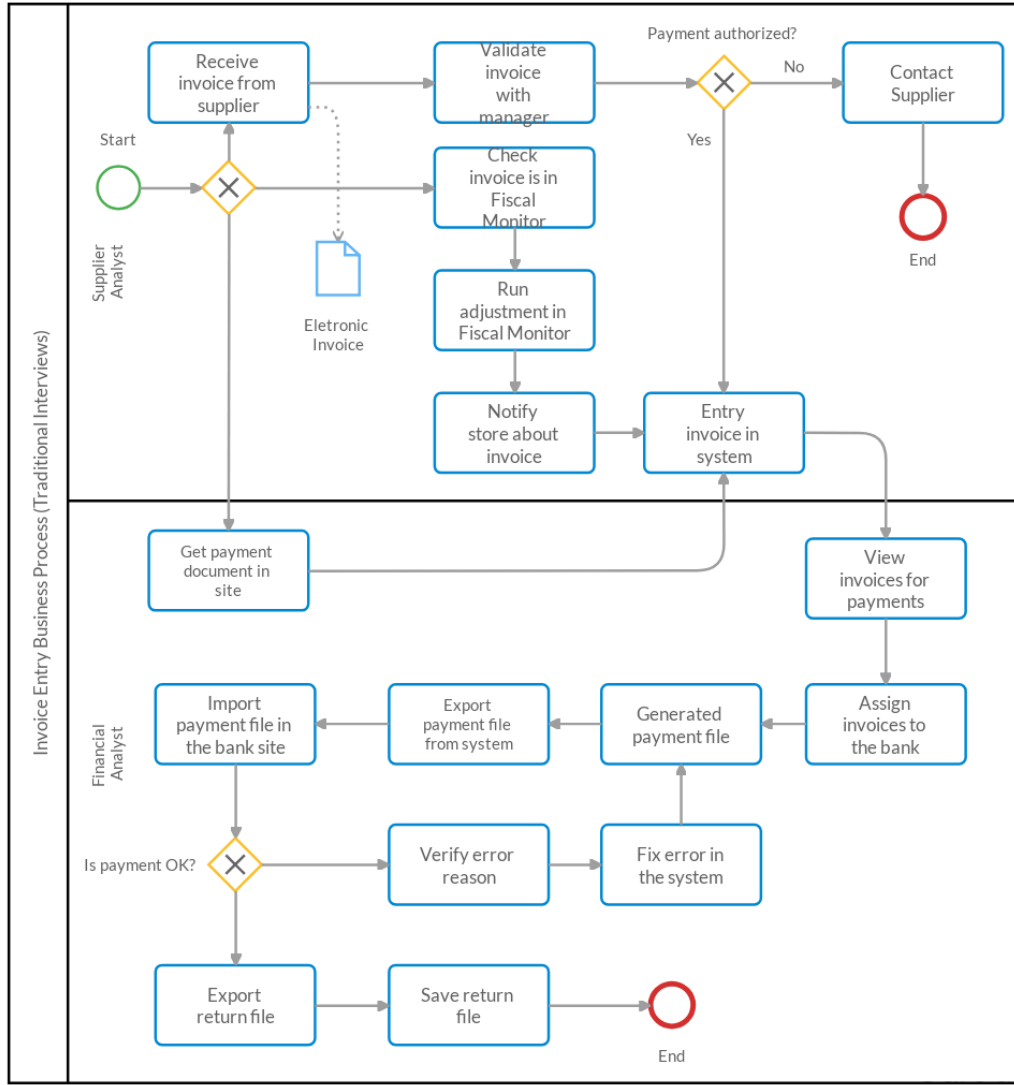 Invoice Entry Business Process (Traditional Interviews)
Supplier
Analyst
Start
Receive
invoice from
supplier
Validate
invoice
with
manager
Payment authorized?
No
Yes
Contact
Supplier
End
Check
invoice is in
Fiscal
Monitor
Eletronic
Invoice
Run
adjustment in
Fiscal Monitor
Notify
store about
invoice
Entry
invoice in
system
Financial
Analyst
Get payment
document in
site
View
invoices for
payments
Import
payment file in
the bank site
Export
payment file
from system
Generated
payment file
Assign
invoices to
the bank
Is payment OK?
Verify error
reason
Fix error in
the system
Export
return file
Save return
file
End